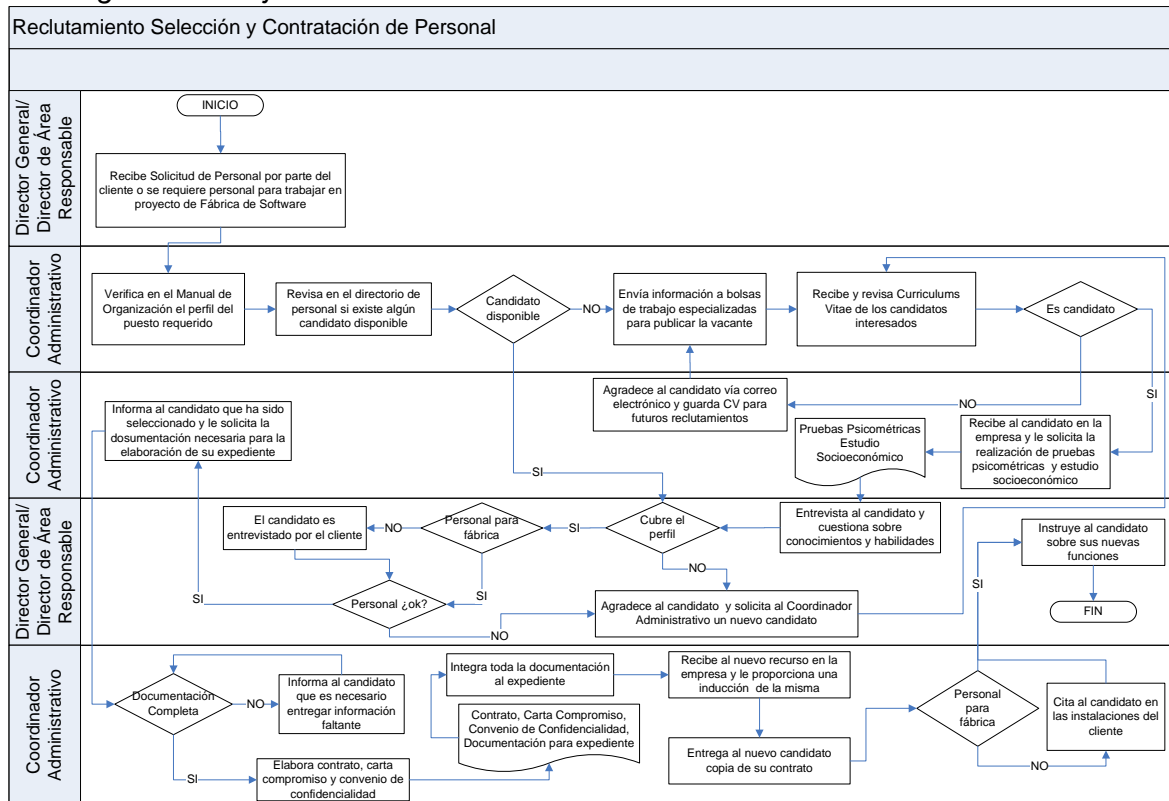 Reclutamiento Selección y Contratación de Personal
Director General/
Director de Área
Responsable
INICIO
Recibe Solicitud de Personal por parte del
cliente o se requiere personal para trabajar en
proyecto de Fábrica de Software
Coordinador
Administrativo
Verifica en el Manual de
Organización el perfil del
puesto requerido
Revisa en el directorio de
personal si existe algún
candidato disponible
Candidato
disponible
NO
Envía información a bolsas
de trabajo especializadas
para publicar la vacante
Recibe y revisa Curriculums
Vitae de los candidatos
interesados
Es candidato
Coordinador
Administrativo
Informa al candidato que ha sido
seleccionado y le solicita la
dosumentación necesaria para la
elaboración de su expediente
SI
Agradece al candidato vía correo
electrónico y guarda CV para
futuros reclutamientos
NO
SI
Pruebas Psicométricas
Estudio
Socioeconómico
Recibe al candidato en la
empresa y le solicita la
realización de pruebas
psicométricas y estudio
socioeconómico
Director General/
Director de Área
Responsable
El candidato es
entrevistado por el cliente
NO
Personal para
fábrica
SI
Cubre el
perfil
Entrevista al candidato y
cuestiona sobre
conocimientos y habilidades
Instruye al candidato
sobre sus nuevas
funciones
SI
Personal ¿ok?
SI
NO
NO
Agradece al candidato y solicita al Coordinador
Administrativo un nuevo candidato
SI
FIN
Coordinador
Administrativo
Documentación
Completa
NO
Informa al candidato
que es necesario
entregar información
faltante
SI
Elabora contrato, carta
compromiso y convenio de
confidencialidad
Integra toda la documentación
al expediente
Contrato, Carta Compromiso,
Convenio de Confidencialidad,
Documentación para expediente
Recibe al nuevo recurso en la
empresa y le proporciona una
inducción de la misma
Entrega al nuevo candidato
copia de su contrato
Personal
para
fábrica
NO
Cita al candidato en
las instalaciones del
cliente